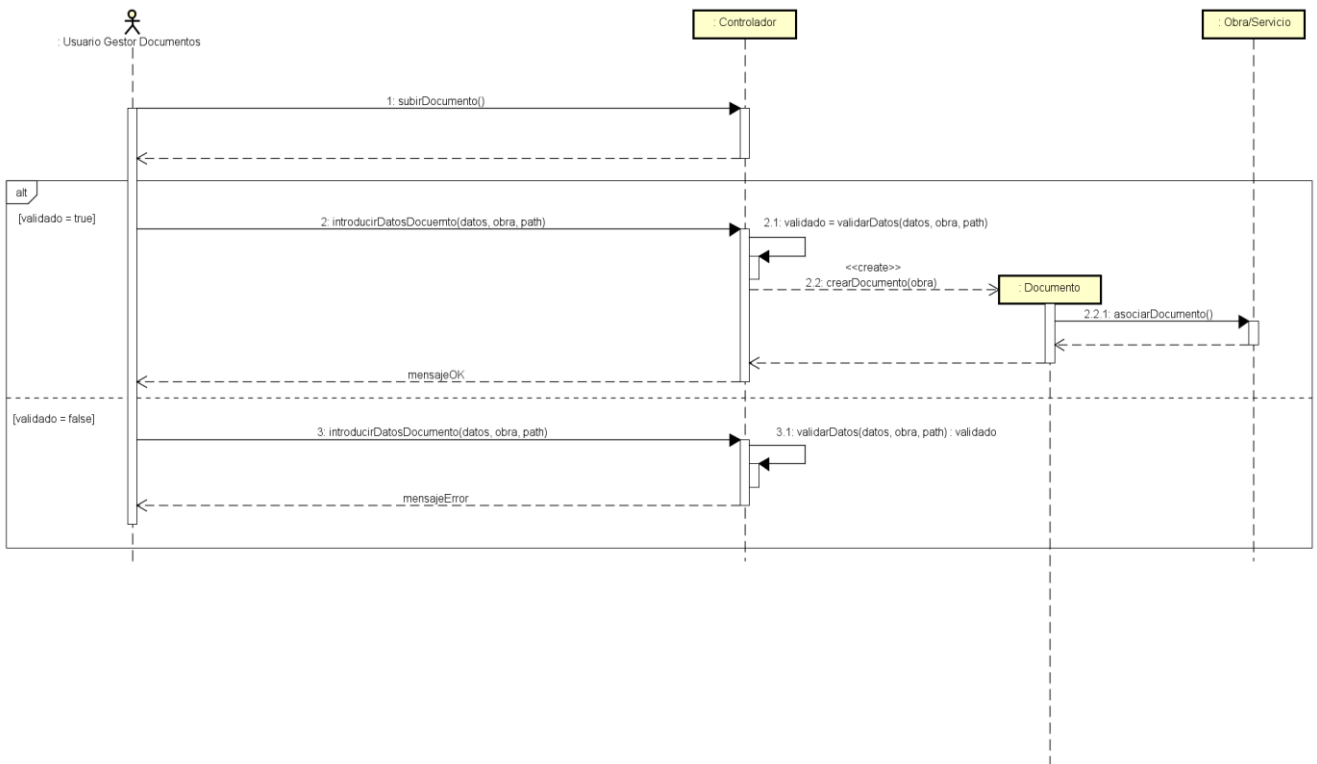 : Usuario Gestor Documentos
: Controlador
: Obra/Servicio
1: subirDocumento()
alt
[validado = true]
2: introducirDatosDocuemto(datos, obra, path)
2.1: validado = validarDatos(datos, obra, path)
<<create>>
2.2: crearDocumento(obra)
: Documento
2.2.1: asociarDocumento()
mensajeOK
[validado = false]
3: introducirDatosDocumento(datos, obra, path)
3.1: validarDatos(datos, obra, path) : validado
mensajeError